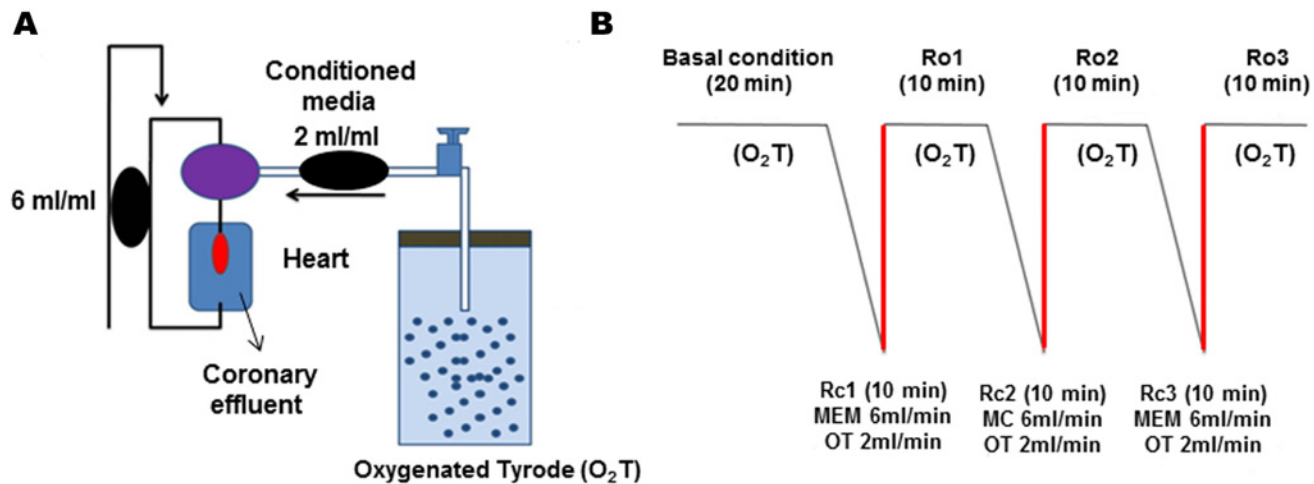 A
Conditioned
media
2 ml/ml
6 ml/ml
Heart
Coronary
effluent
Oxygenated Tyrode (O₂T)
B
Basal condition
(20 min)
Ro1
(10 min)
Ro2
(10 min)
Ro3
(10 min)
(O₂T)
(O₂T)
(O₂T)
Rc1 (10 min)
MEM 6ml/min
OT 2ml/min
Rc2 (10 min)
MC 6ml/min
OT 2ml/min
Rc3 (10 min)
MEM 6ml/min
OT 2ml/min